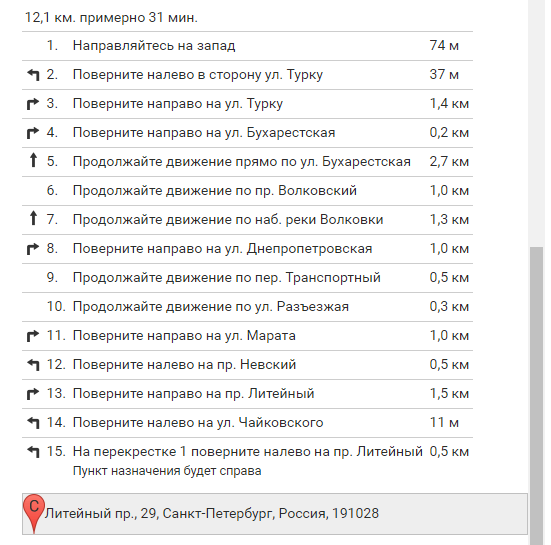 12,1 км. примерно 31 мин.
1. Направляйтесь на запад 74 м
2. Поверните налево в сторону ул. Турку 37 м
3. Поверните направо на ул. Турку 1,4 км
4. Поверните направо на ул. Бухарестская 0,2 км
5. Продолжайте движение прямо по ул. Бухарестская 2,7 км
6. Продолжайте движение по пр. Волковский 1,0 км
7. Продолжайте движение по наб. реки Волковки 1,3 км
8. Поверните направо на ул. Днепропетровская 1,0 км
9. Продолжайте движение по пер. Транспортный 0,5 км
10. Продолжайте движение по ул. Разъезжая 0,3 км
11. Поверните направо на ул. Марата 1,0 км
12. Поверните налево на пр. Невский 0,5 км
13. Поверните направо на пр. Литейный 1,5 км
14. Поверните налево на ул. Чайковского 11 м
15. На перекрестке 1 поверните налево на пр. Литейный 0,5 км
Пункт назначения будет справа
C Литейный пр., 29, Санкт-Петербург, Россия, 191028